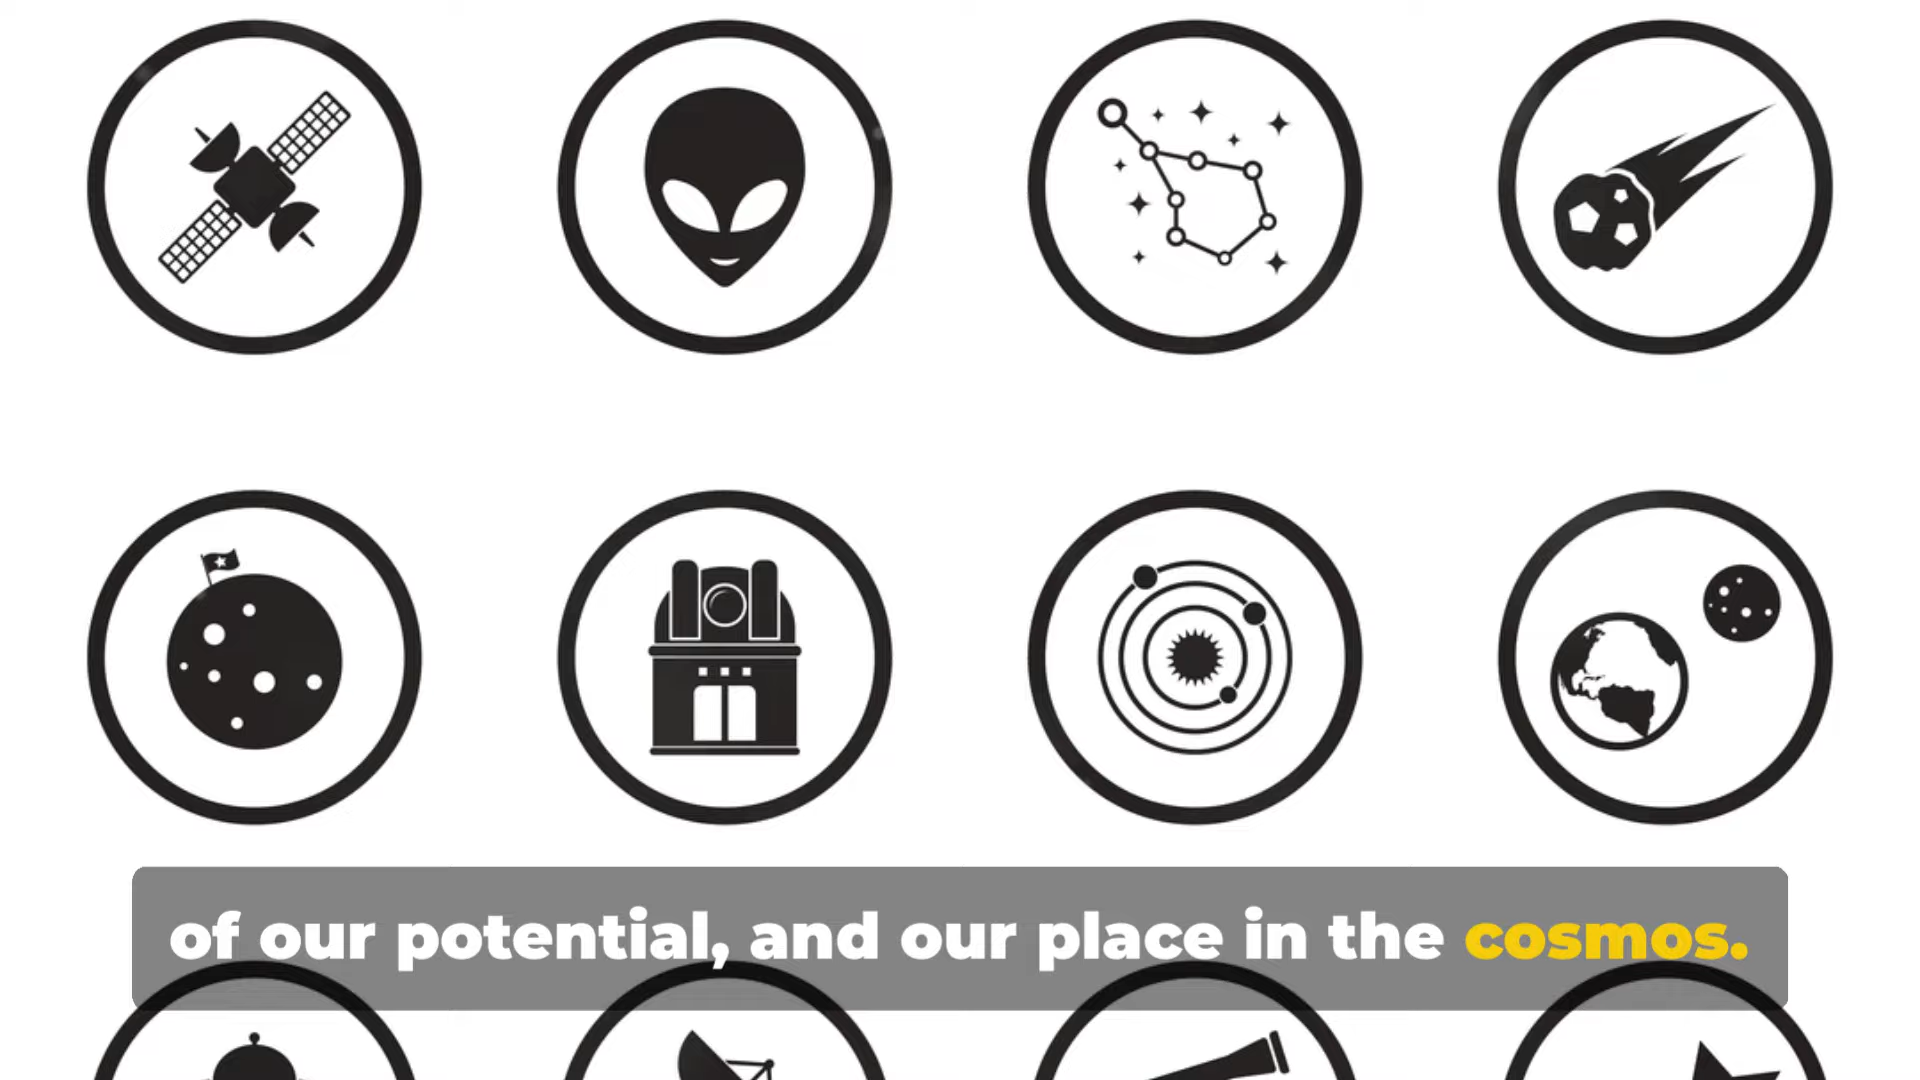 of our potential, and our place in the cosmos.